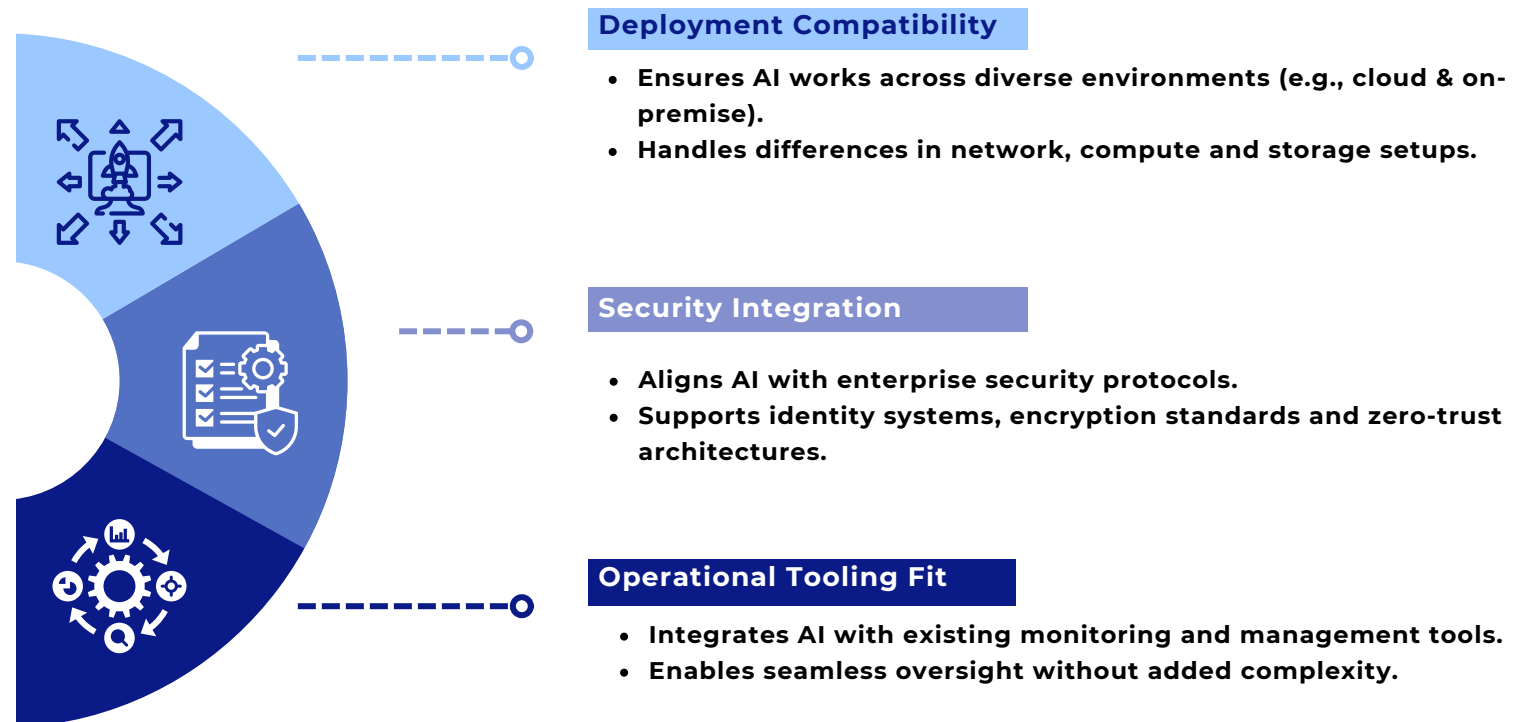 Deployment Compatibility
• Ensures AI works across diverse environments (e.g., cloud & on-
premise).
• Handles differences in network, compute and storage setups.
Security Integration
• Aligns AI with enterprise security protocols.
• Supports identity systems, encryption standards and zero-trust
architectures.
Operational Tooling Fit
• Integrates AI with existing monitoring and management tools.
• Enables seamless oversight without added complexity.